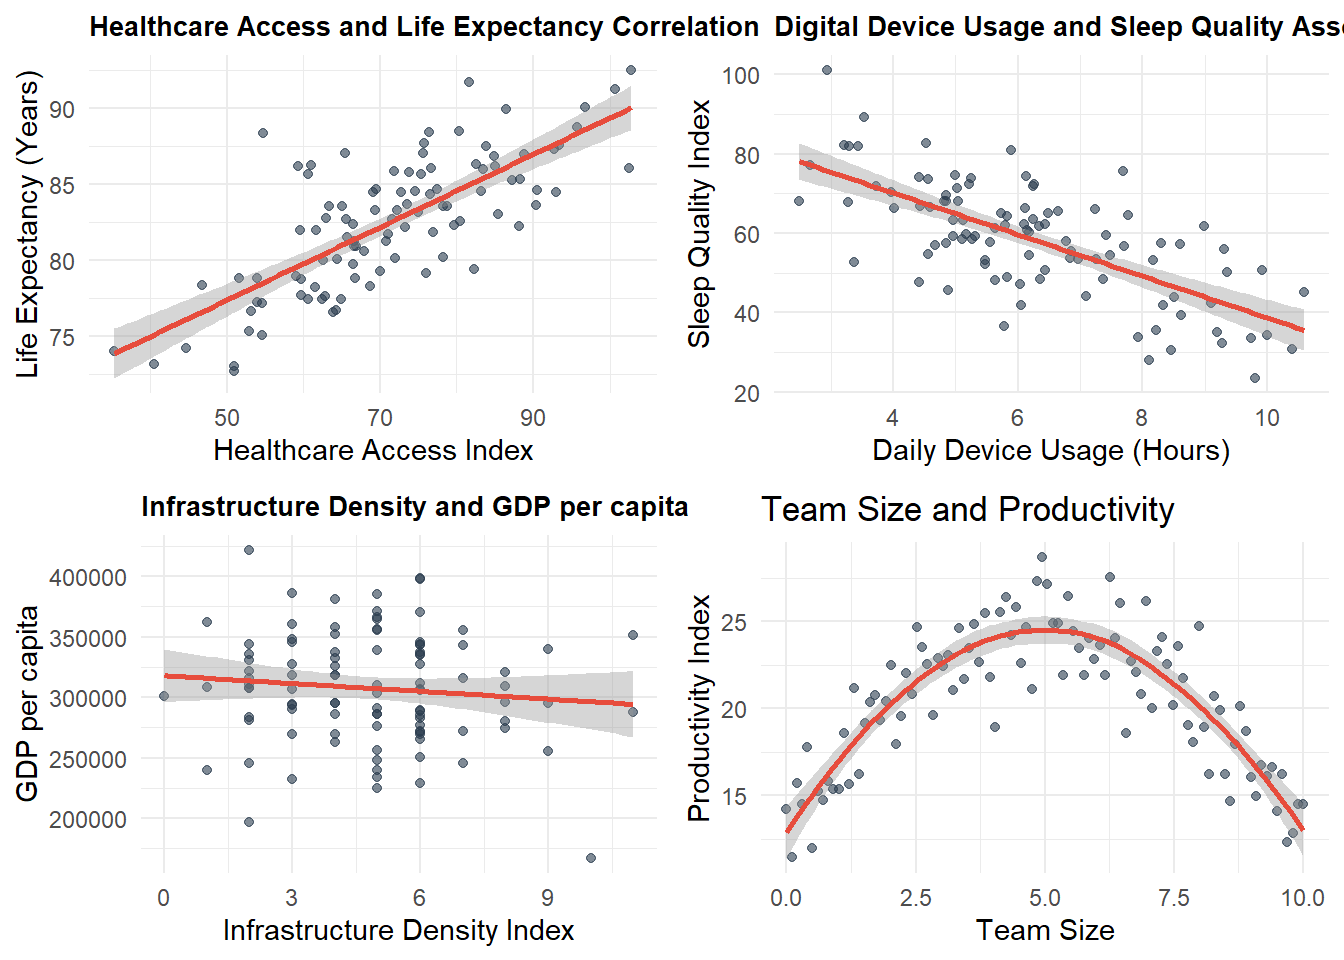 Healthcare Access and Life Expectancy Correlation
Life Expectancy (Years)
90
85
80
75
50 70 90
Healthcare Access Index
Digital Device Usage and Sleep Quality Ass
Sleep Quality Index
100
80
60
40
20
4 6 8 10
Daily Device Usage (Hours)
Infrastructure Density and GDP per capita
GDP per capita
400000
350000
300000
250000
200000
0 3 6 9
Infrastructure Density Index
Team Size and Productivity
Productivity Index
25
20
15
0.0 2.5 5.0 7.5 10.0
Team Size